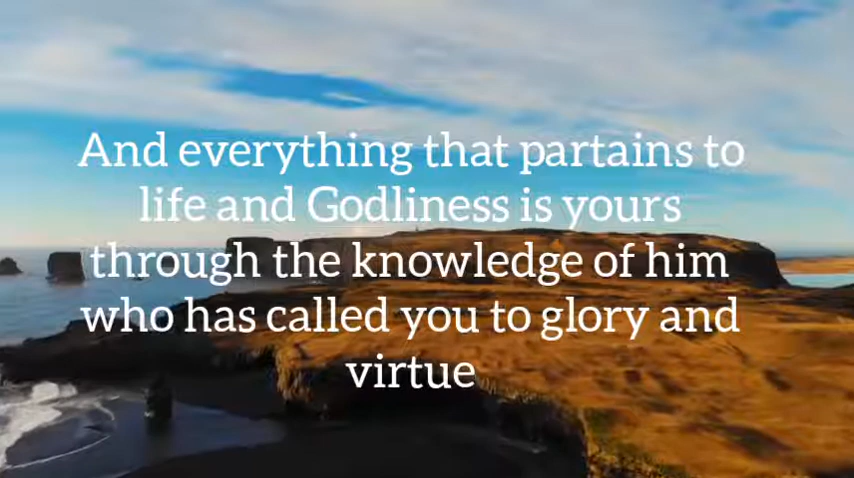 And everything that partains to
life and Godliness is yours
through the knowledge of him
who has called you to glory and
virtue